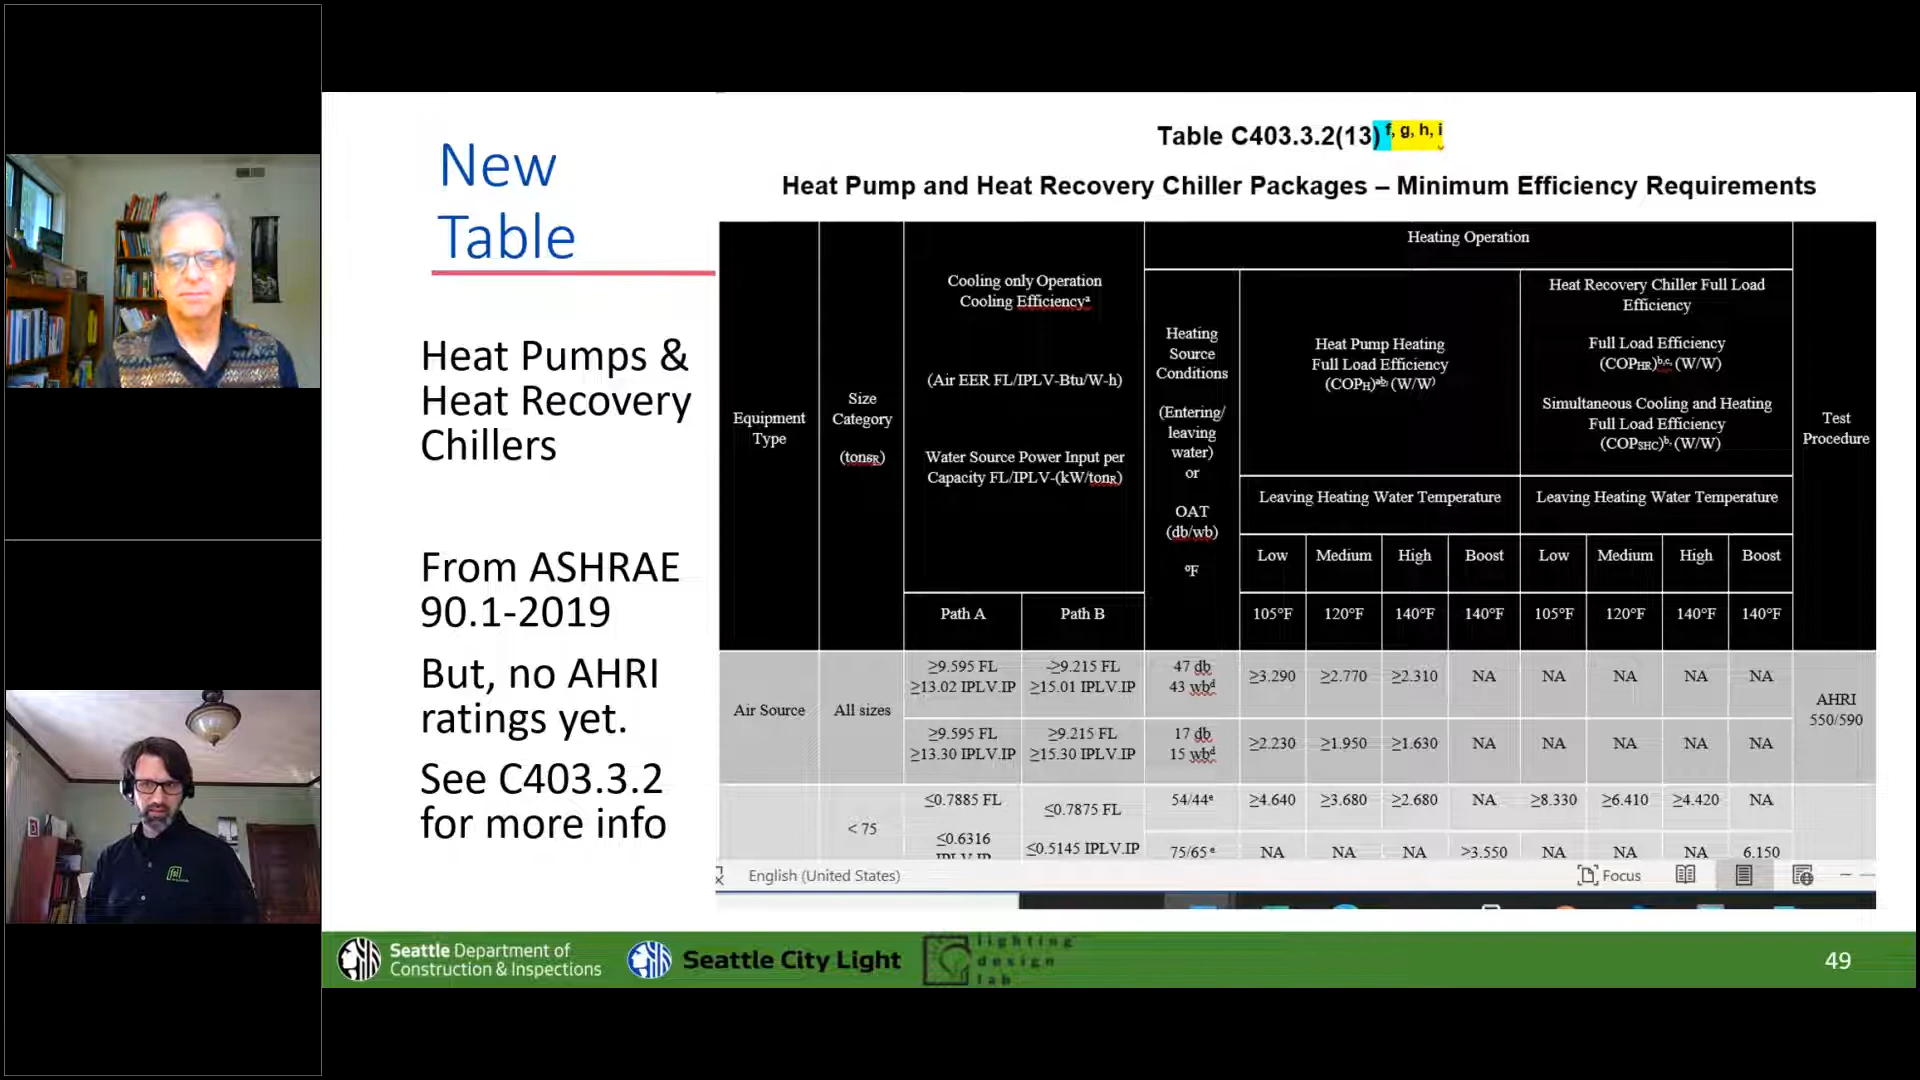 New
Table
Heat Pumps &
Heat Recovery
Chillers
From ASHRAE
90.1-2019
But, no AHRI
ratings yet.
See C403.3.2
for more info
Table C403.3.2(13) f, g, h, i
Heat Pump and Heat Recovery Chiller Packages – Minimum Efficiency Requirements
Equipment
Type
Size
Category
(tonsR)
Cooling only Operation
Cooling Efficiencyª
(Air EER FL/IPLV-Btu/W-h)
Water Source Power Input per
Capacity FL/IPLV-(kW/tonR)
Path A
Path B
Heating Operation
Heating
Source
Conditions
(Entering/
leaving
water)
or
OAT
(db/wb)
ºF
Heat Pump Heating
Full Load Efficiency
(COPH)ab, (W/W)
Heat Recovery Chiller Full Load
Efficiency
Full Load Efficiency
(COPHR)b,c, (W/W)
Simultaneous Cooling and Heating
Full Load Efficiency
(COPSHC)b, (W/W)
Leaving Heating Water Temperature
Leaving Heating Water Temperature
Low Medium High Boost Low Medium High Boost
105°F 120°F 140°F 140°F 105°F 120°F 140°F 140°F
Test
Procedure
Air Source
All sizes
≥9.595 FL
≥13.02 IPLV.IP
≥9.215 FL
≥15.01 IPLV.IP
47 db
43 wbᵈ
≥3.290 ≥2.770 ≥2.310 NA NA NA NA NA
≥9.595 FL
≥13.30 IPLV.IP
≥9.215 FL
≥15.30 IPLV.IP
17 db
15 wbᵈ
≥2.230 ≥1.950 ≥1.630 NA NA NA NA NA
AHRI
550/590
< 75
≤0.7885 FL
≤0.6316
IPLV.IP
≤0.7875 FL
≤0.5145 IPLV.IP
54/44ᵉ
≥4.640 ≥3.680 ≥2.680 NA ≥8.330 ≥6.410 ≥4.420 NA
75/65 ᵉ
NA NA NA >3.550 NA NA NA 6.150
English (United States)
Focus
Seattle Department of
Construction & Inspections
Seattle City Light
lighting
design
lab
49